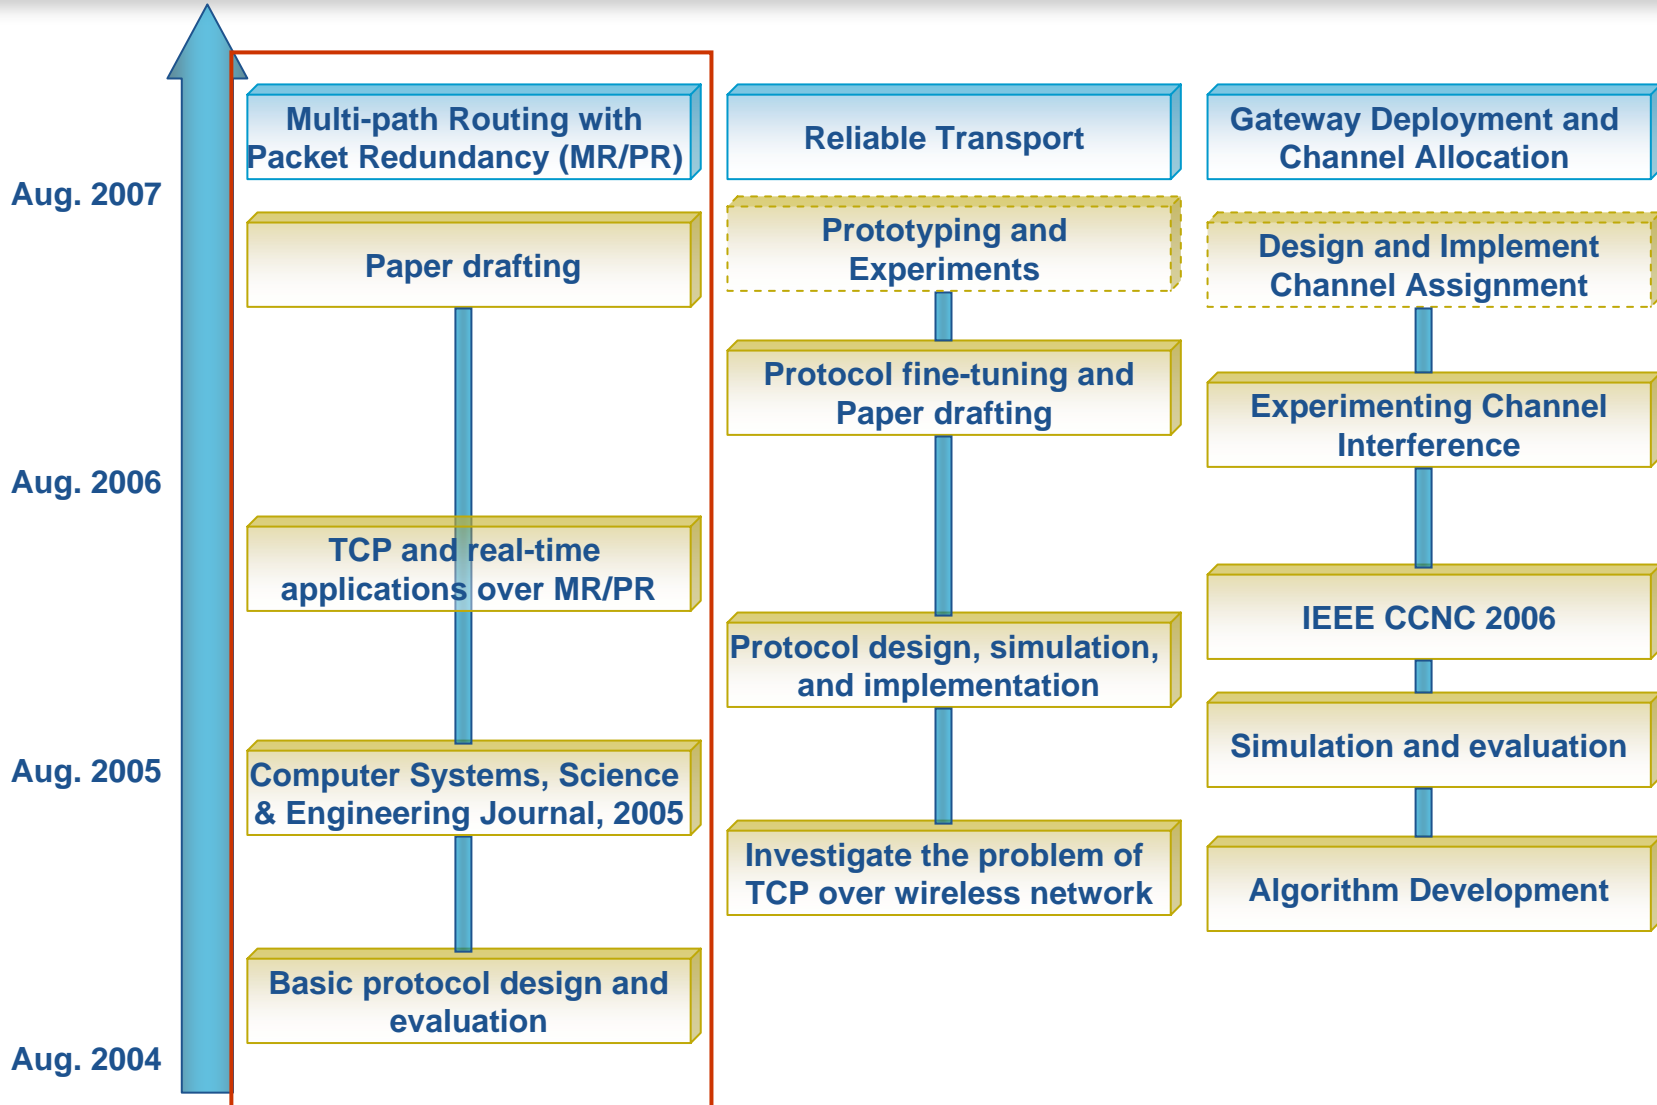 Aug. 2007
Aug. 2006
Aug. 2005
Aug. 2004
Multi-path Routing with
Packet Redundancy (MR/PR)
Paper drafting
TCP and real-time
applications over MR/PR
Computer Systems, Science
& Engineering Journal, 2005
Basic protocol design and
evaluation
Reliable Transport
Prototyping and
Experiments
Protocol fine-tuning and
Paper drafting
Protocol design, simulation,
and implementation
Investigate the problem of
TCP over wireless network
Gateway Deployment and
Channel Allocation
Design and Implement
Channel Assignment
Experimenting Channel
Interference
IEEE CCNC 2006
Simulation and evaluation
Algorithm Development